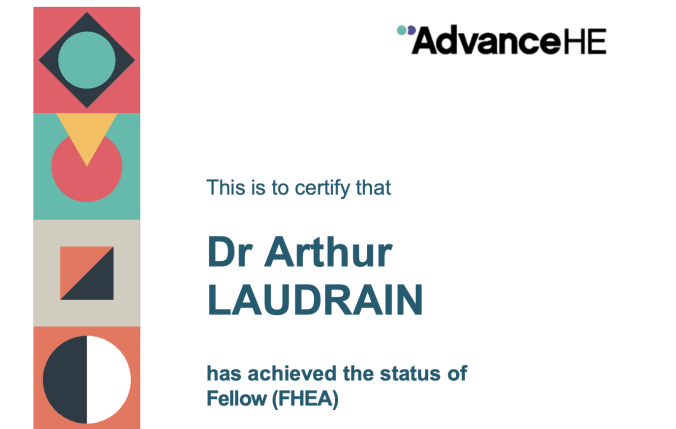 AdvanceHE
This is to certify that
Dr Arthur
LAUDRAIN
has achieved the status of
Fellow (FHEA)